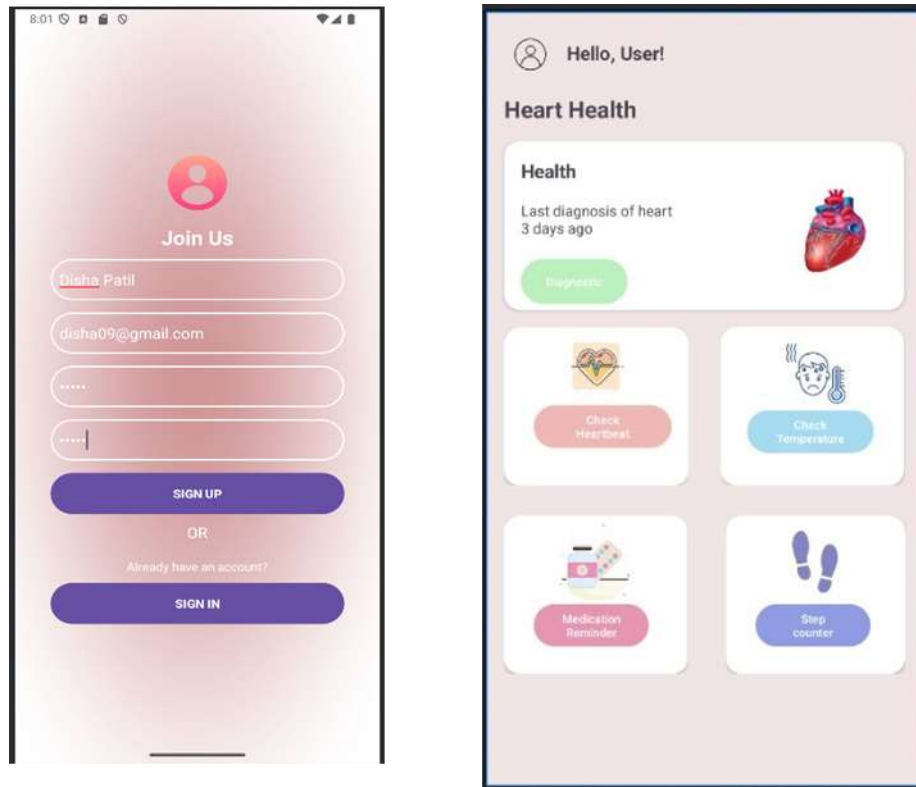 8:01
Join Us
Disha Patil
disha09@gmail.com
•••••
•••••
SIGN UP
OR
Already have an account?
SIGN IN
Hello, User!
Heart Health
Health
Last diagnosis of heart
3 days ago
Diagnostic
Check
Heartbeat
Check
Temperature
Medication
Reminder
Step
counter